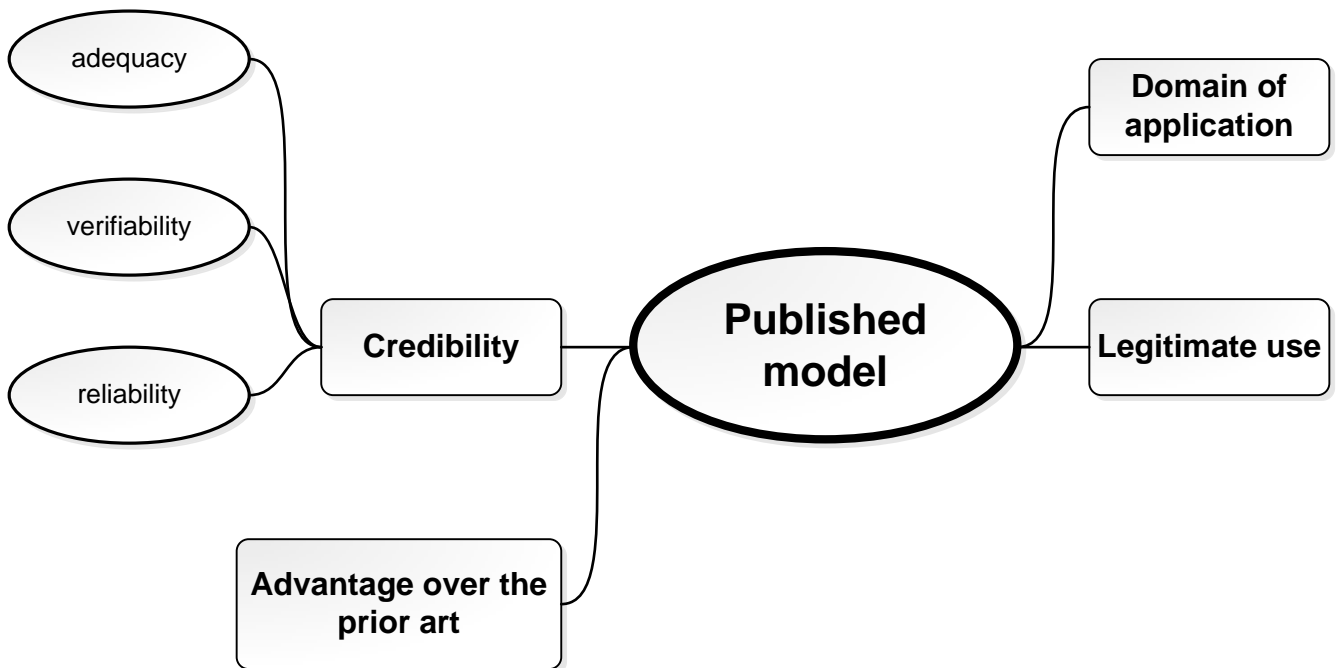 adequacy
verifiability
reliability
Credibility
Advantage over the
prior art
Published
model
Domain of
application
Legitimate use